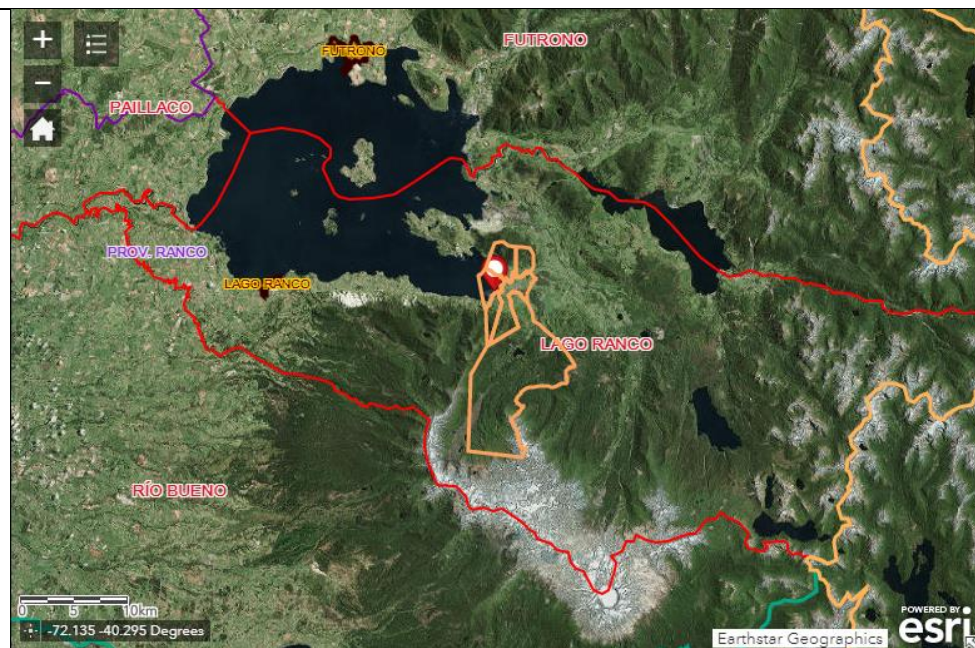 +
FUTRONO
FUTRONO
−
PAILLACO
PROV. RANCO
LAGO RANCO
LAGO RANCO
RÍO BUENO
0 5 10km
-72.135 -40.295 Degrees
Earthstar Geographics
POWERED BY
esri